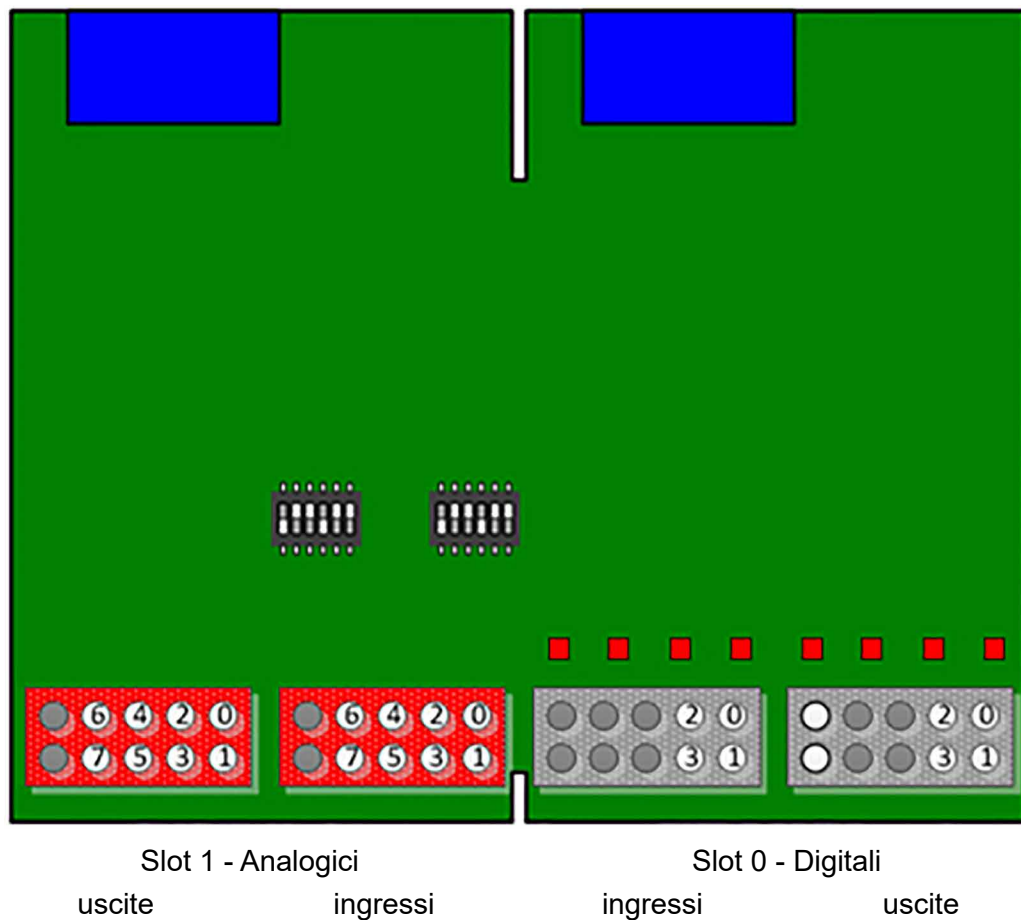 6 4 2 0 6 4 2 0 2 0 2 0
7 5 3 1 7 5 3 1 3 1 3 1
Slot 1 - Analogici Slot 0 - Digitali
uscite ingressi ingressi uscite